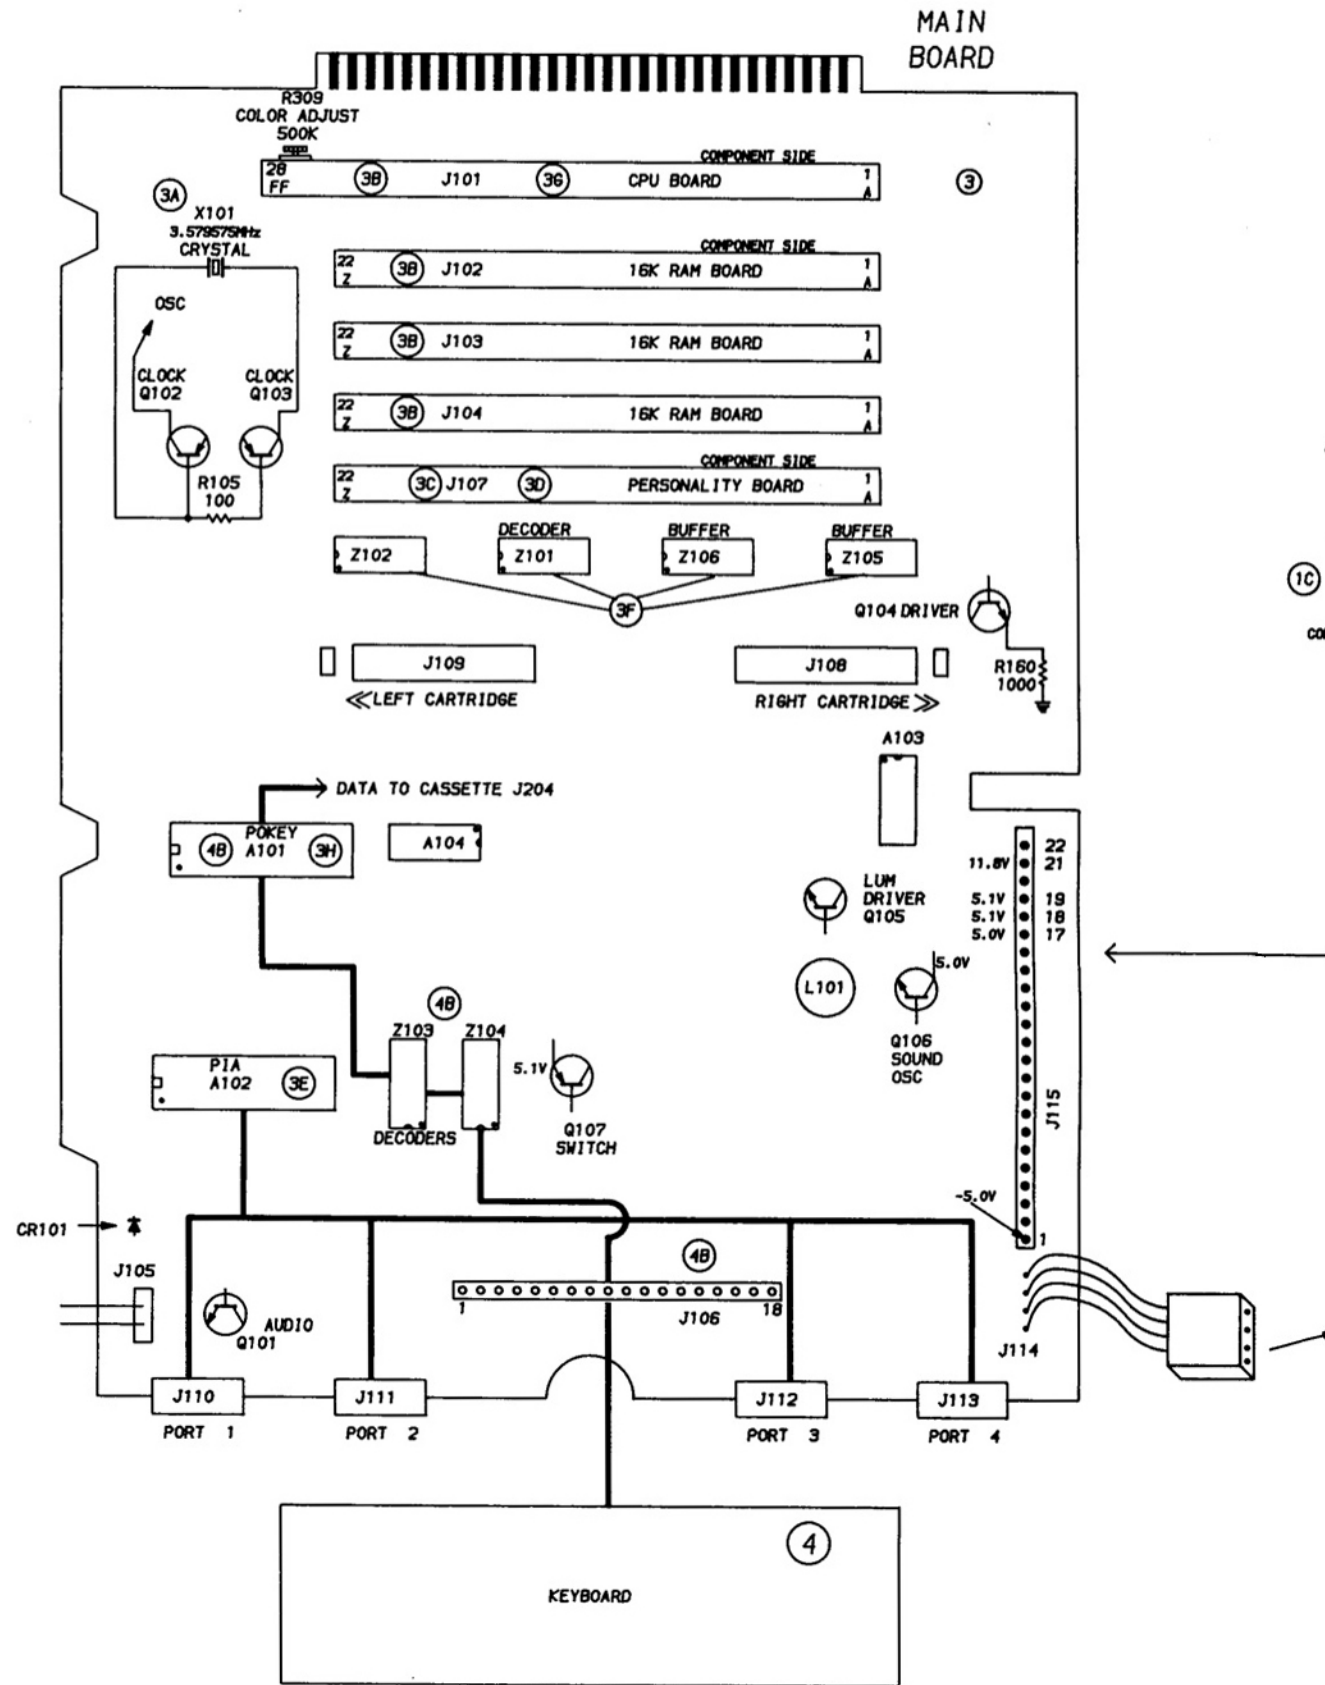 MAIN
BOARD
R309
COLOR ADJUST
500K
COMPONENT SIDE
28
FF
3B
J101
3G
CPU BOARD
1
A
3
3A
X101
3.579575MHz
CRYSTAL
COMPONENT SIDE
22
Z
3B
J102
16K RAM BOARD
1
A
OSC
22
Z
3B
J103
16K RAM BOARD
1
A
CLOCK
Q102
CLOCK
Q103
22
Z
3B
J104
16K RAM BOARD
1
A
COMPONENT SIDE
22
Z
3C
J107
3D
PERSONALITY BOARD
1
A
R105
100
Z102
DECODER
Z101
BUFFER
Z106
BUFFER
Z105
1C
3F
Q104 DRIVER
J109
J108
R160
1000
<<LEFT CARTRIDGE
RIGHT CARTRIDGE>>
A103
DATA TO CASSETTE J204
4B
POKEY
A101
3H
A104
22
11.8V 21
5.1V 19
5.1V 18
5.0V 17
LUM
DRIVER
Q105
L101
5.0V
Q106
SOUND
OSC
4B
Z103
Z104
5.1V
PIA
A102
3E
DECODERS
Q107
SWITCH
J115
-5.0V
1
CR101
4B
J105
AUDIO
Q101
1
J106
18
J114
J110
J111
J112
J113
PORT 1
PORT 2
PORT 3
PORT 4
4
KEYBOARD